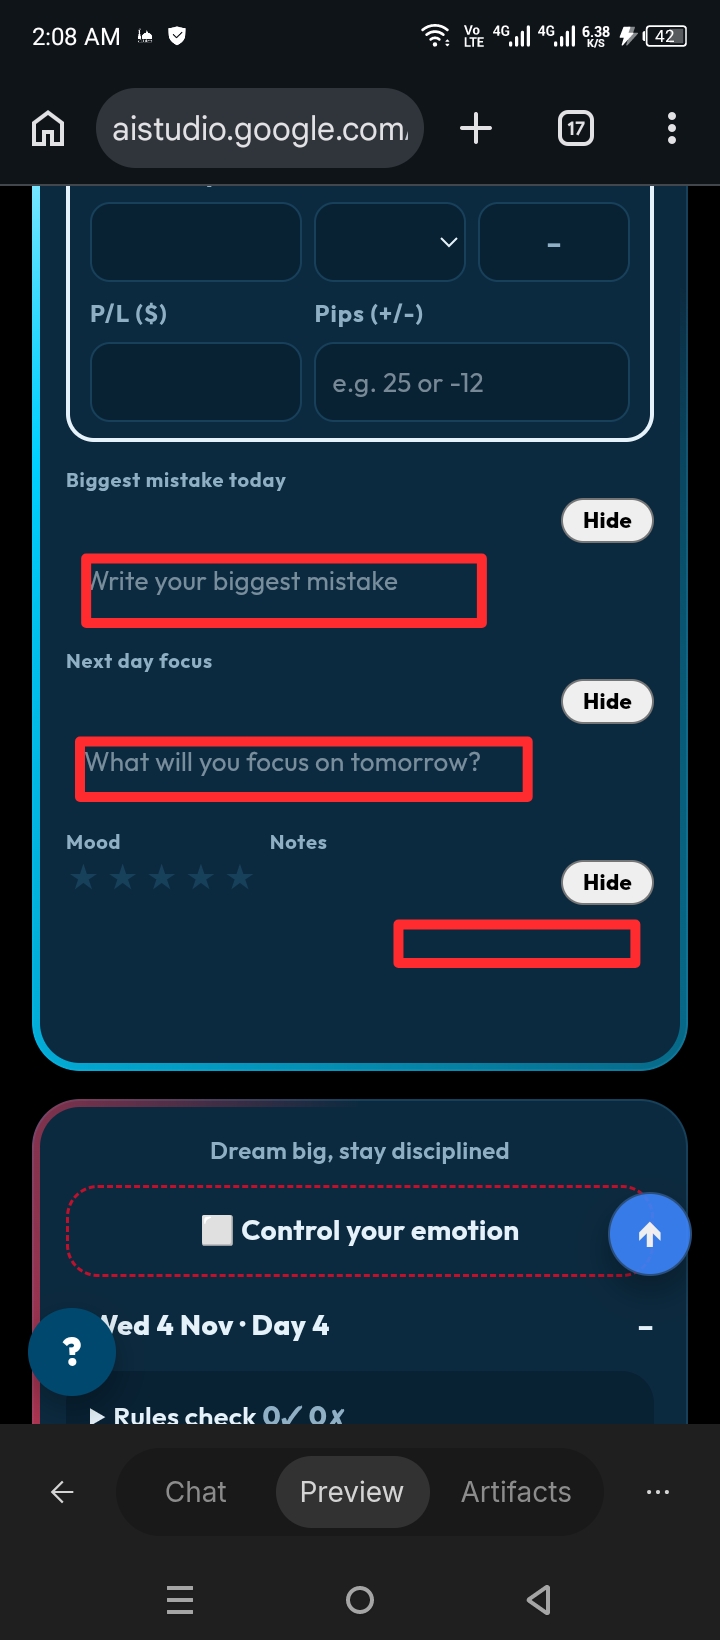 2:08 AM
Vo LTE 4G 4G 6.38 K/S 42
aistudio.google.com/
17
-
P/L ($) Pips (+/-)
e.g. 25 or -12
Biggest mistake today
Hide
Write your biggest mistake
Next day focus
Hide
What will you focus on tomorrow?
Mood Notes
★ ★ ★ ★ ★
Hide
Dream big, stay disciplined
Control your emotion
Wed 4 Nov · Day 4 -
?
▶ Rules check 0✓ 0✗
Chat Preview Artifacts